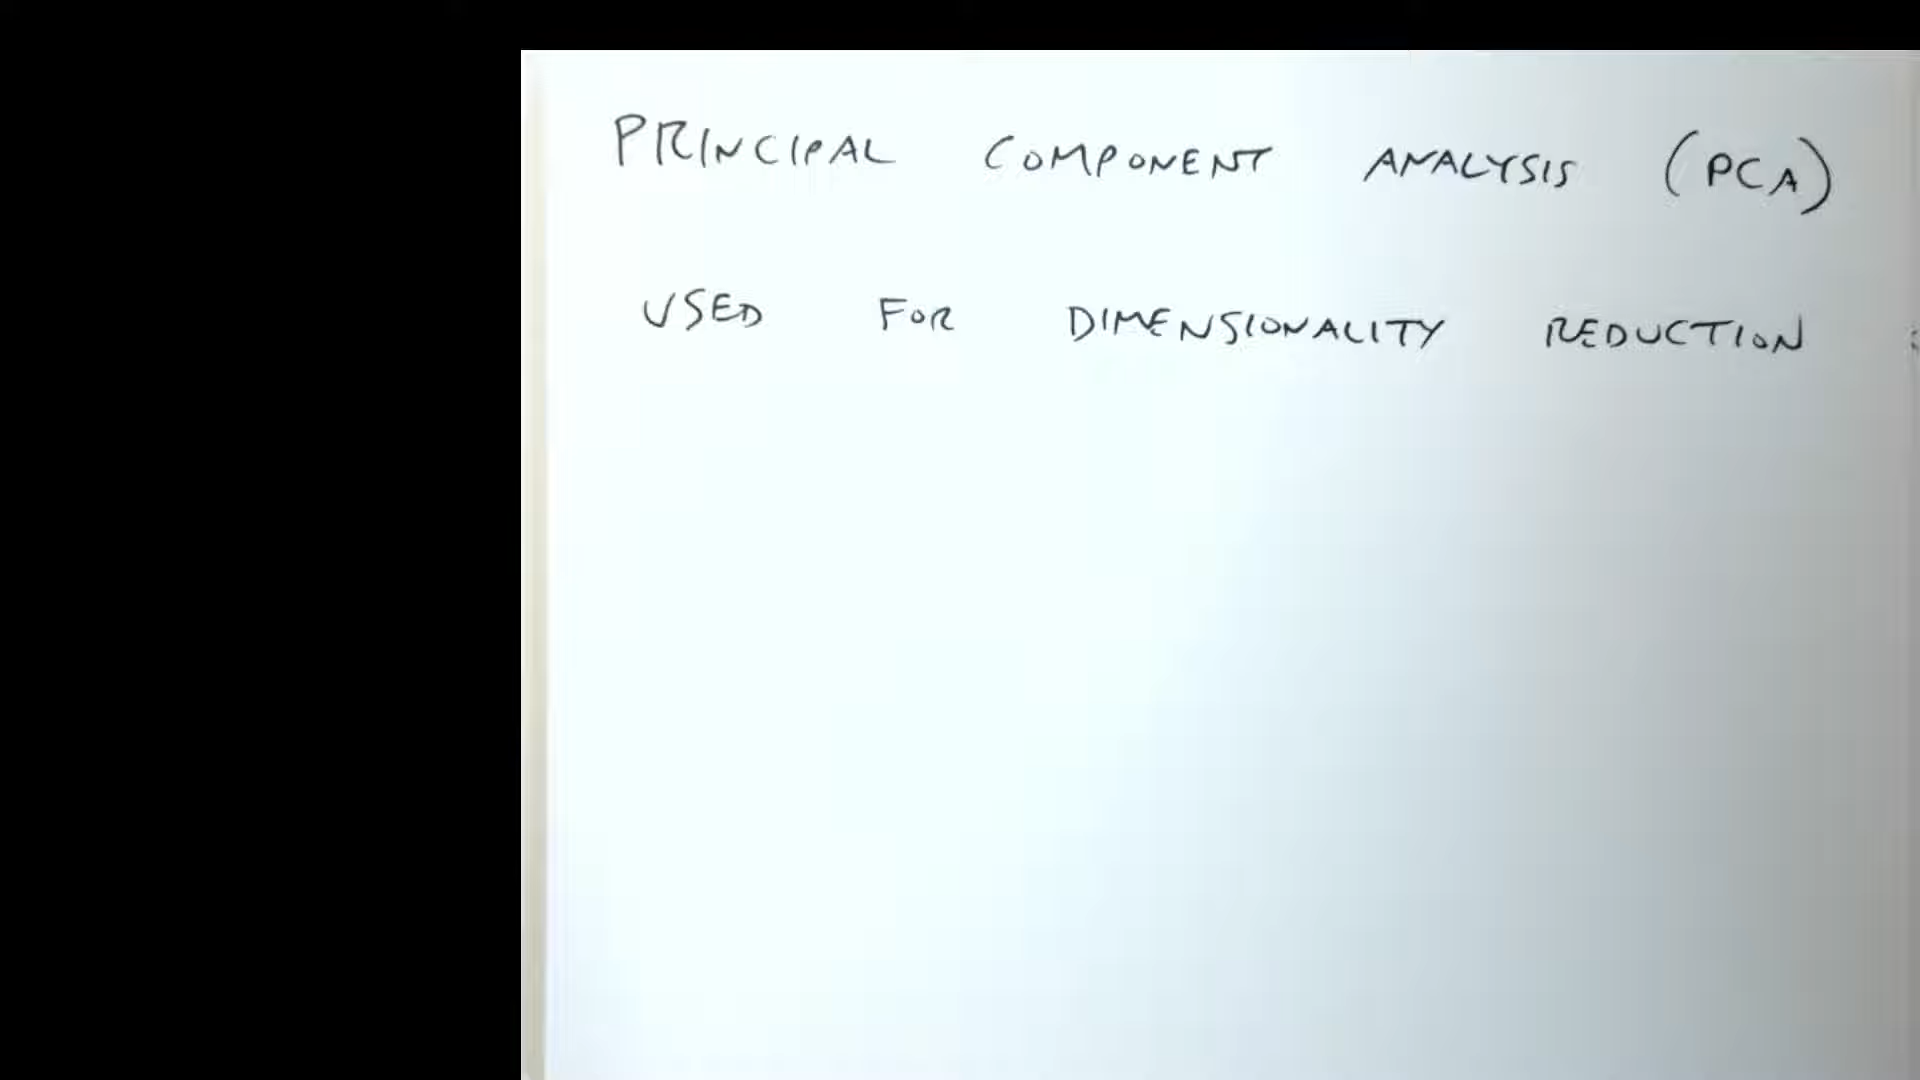 PRINCIPAL COMPONENT ANALYSIS (PCA)
USED FOR DIMENSIONALITY REDUCTION